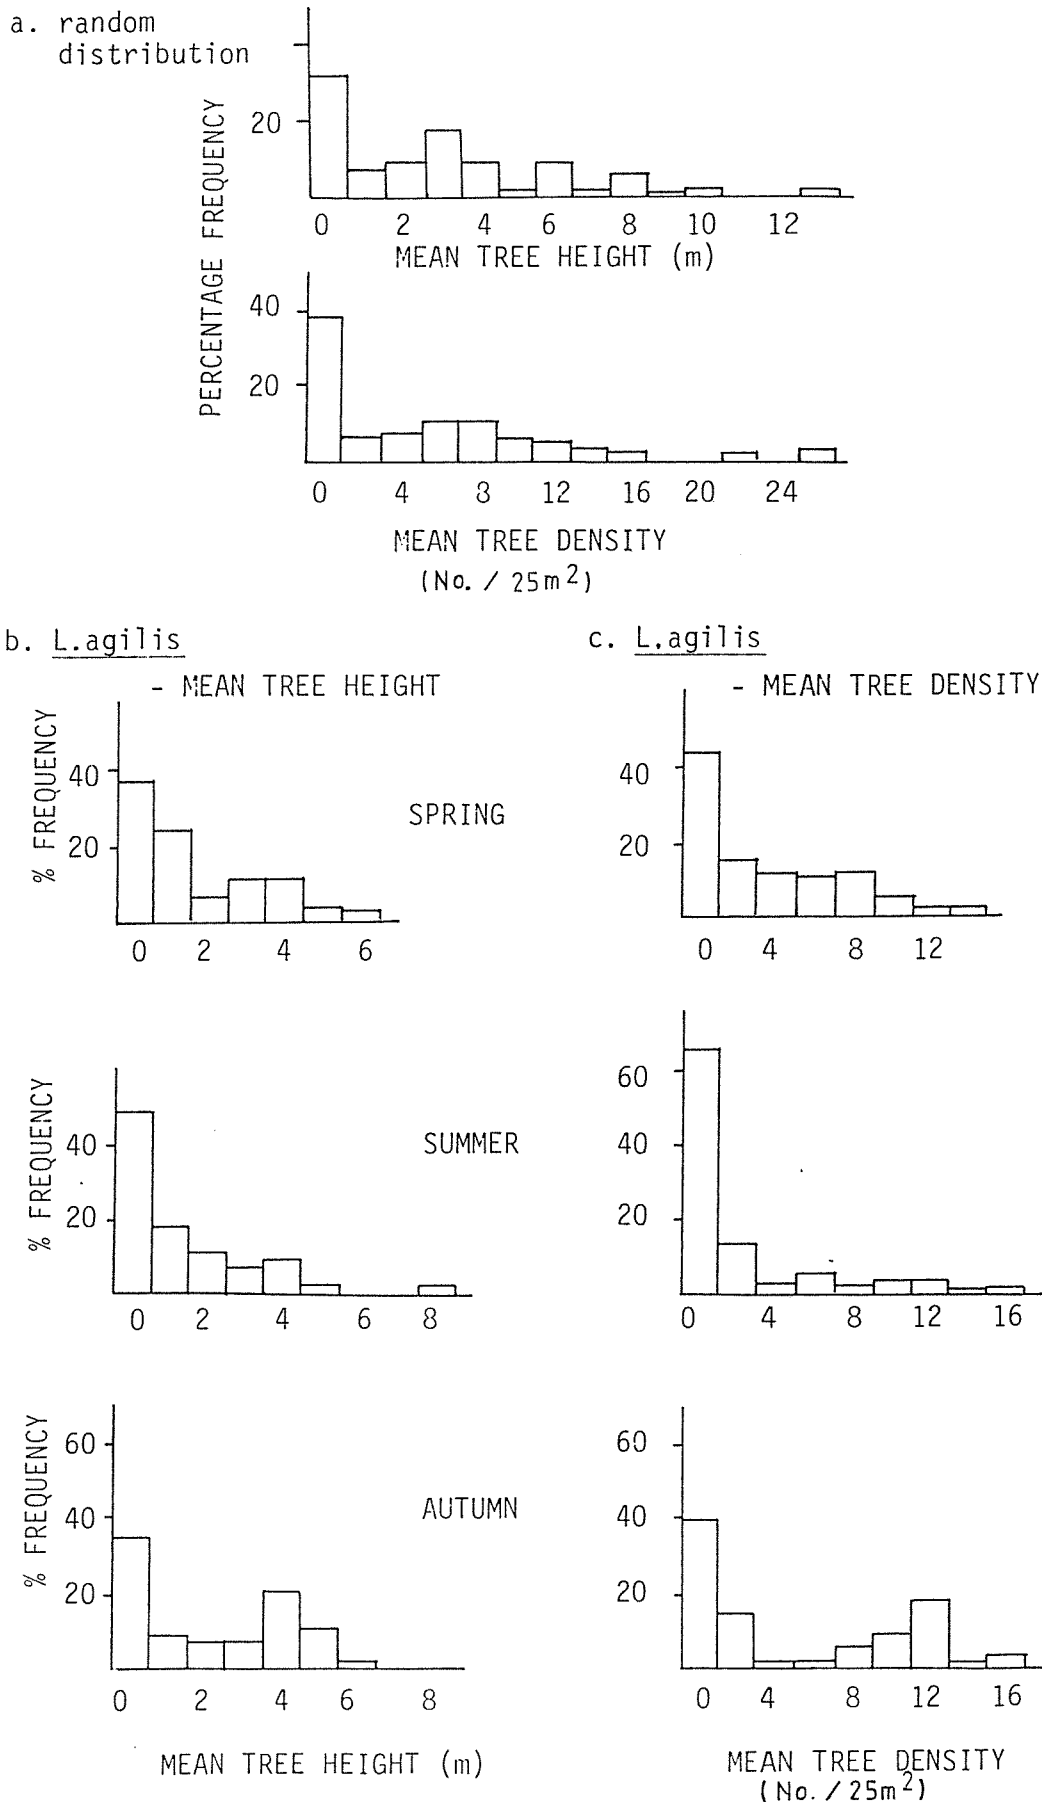 a. random
distribution
PERCENTAGE FREQUENCY
20
0 2 4 6 8 10 12
MEAN TREE HEIGHT (m)
40
20
0 4 8 12 16 20 24
MEAN TREE DENSITY
(No. / 25m²)
b. L.agilis
- MEAN TREE HEIGHT
c. L.agilis
- MEAN TREE DENSITY
% FREQUENCY
40
20
0 2 4 6
SPRING
40
20
0 4 8 12
% FREQUENCY
40
20
0 2 4 6 8
SUMMER
60
40
20
0 4 8 12 16
% FREQUENCY
60
40
20
0 2 4 6 8
MEAN TREE HEIGHT (m)
AUTUMN
60
40
20
0 4 8 12 16
MEAN TREE DENSITY
(No. / 25m²)